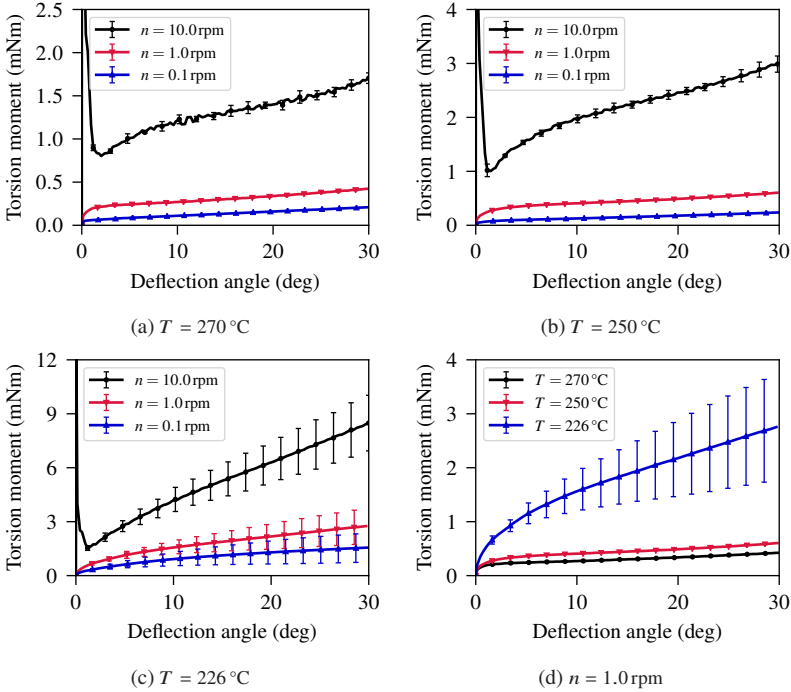 2.5
2.0
1.5
1.0
0.5
0.0
Torsion moment (mNm)
n = 10.0 rpm
n = 1.0 rpm
n = 0.1 rpm
0
10
20
30
Deflection angle (deg)
(a) T = 270 °C
4
3
2
1
0
Torsion moment (mNm)
n = 10.0 rpm
n = 1.0 rpm
n = 0.1 rpm
0
10
20
30
Deflection angle (deg)
(b) T = 250 °C
12
9
6
3
0
Torsion moment (mNm)
n = 10.0 rpm
n = 1.0 rpm
n = 0.1 rpm
0
10
20
30
Deflection angle (deg)
(c) T = 226 °C
4
3
2
1
0
Torsion moment (mNm)
T = 270 °C
T = 250 °C
T = 226 °C
0
10
20
30
Deflection angle (deg)
(d) n = 1.0 rpm